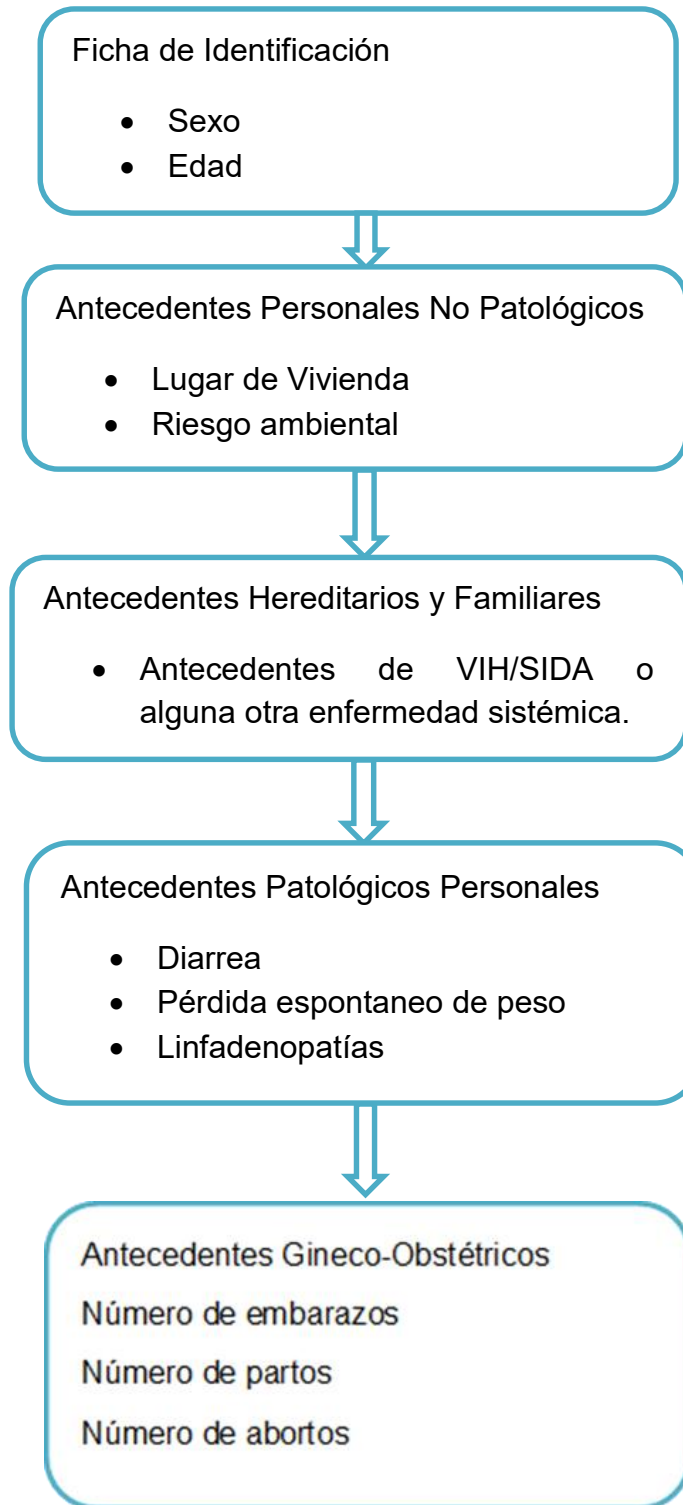 Ficha de Identificación
• Sexo
• Edad
Antecedentes Personales No Patológicos
• Lugar de Vivienda
• Riesgo ambiental
Antecedentes Hereditarios y Familiares
• Antecedentes de VIH/SIDA o
alguna otra enfermedad sistémica.
Antecedentes Patológicos Personales
• Diarrea
• Pérdida espontaneo de peso
• Linfadenopatías
Antecedentes Gineco-Obstétricos
Número de embarazos
Número de partos
Número de abortos